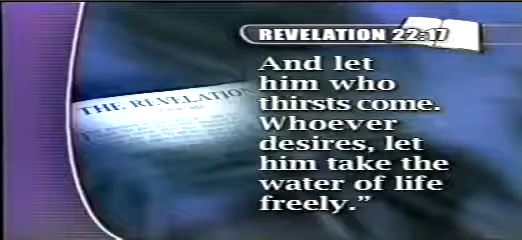 REVELATION 22:17
THE REVELATION
And let
him who
thirsts come.
Whoever
desires, let
him take the
water of life
freely.”